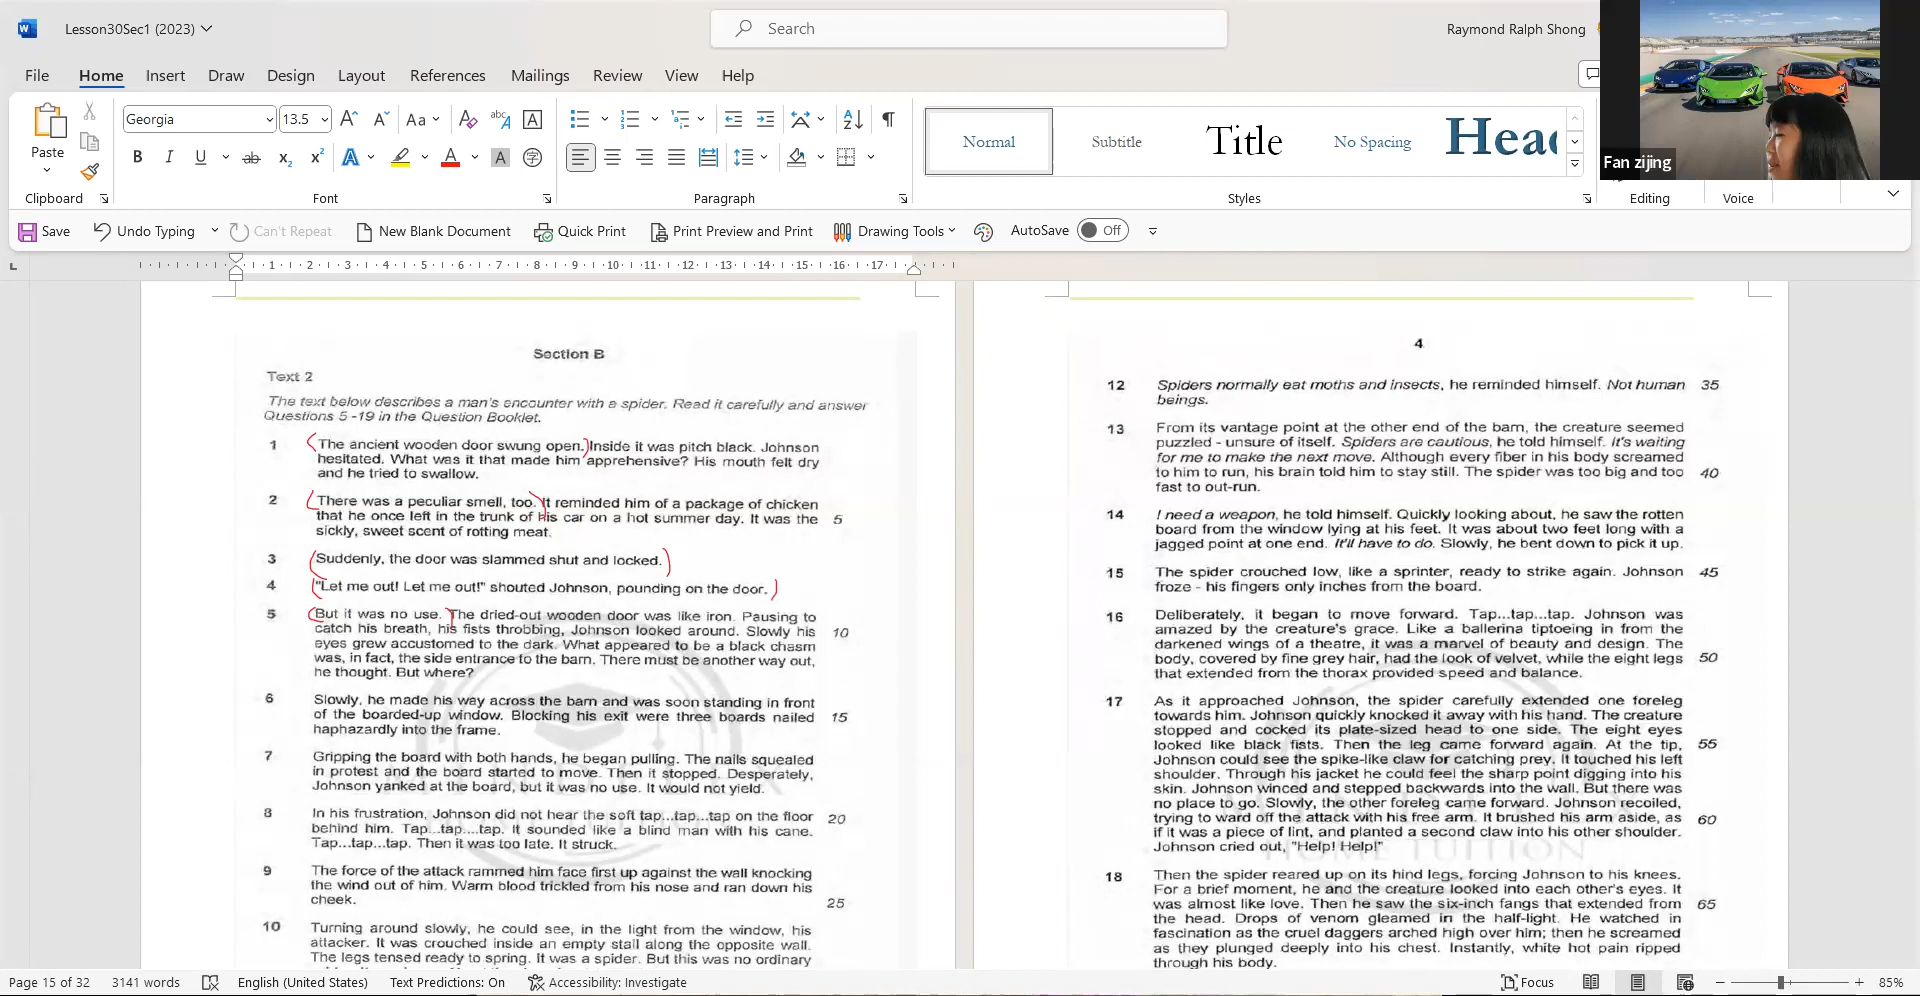 Lesson30Sec1 (2023)
Search
Raymond Ralph Shong
File Home Insert Draw Design Layout References Mailings Review View Help
Fan zijing
Paste
Georgia 13.5 Aa
Normal Subtitle Title No Spacing Head
Clipboard Font Paragraph Styles Editing Voice
Save Undo Typing Can't Repeat New Blank Document Quick Print Print Preview and Print Drawing Tools AutoSave Off
1 2 3 4 5 6 7 8 9 10 11 12 13 14 15 16 17
Section B
Text 2
The text below describes a man's encounter with a spider. Read it carefully and answer
Questions 5 -19 in the Question Booklet.
1 The ancient wooden door swung open. Inside it was pitch black. Johnson
hesitated. What was it that made him apprehensive? His mouth felt dry
and he tried to swallow.
2 There was a peculiar smell, too. It reminded him of a package of chicken
that he once left in the trunk of his car on a hot summer day. It was the 5
sickly, sweet scent of rotting meat.
3 Suddenly, the door was slammed shut and locked.
4 "Let me out! Let me out!" shouted Johnson, pounding on the door.
5 But it was no use. The dried-out wooden door was like iron. Pausing to
catch his breath, his fists throbbing, Johnson looked around. Slowly his 10
eyes grew accustomed to the dark. What appeared to be a black chasm
was, in fact, the side entrance to the barn. There must be another way out,
he thought. But where?
6 Slowly, he made his way across the barn and was soon standing in front
of the boarded-up window. Blocking his exit were three boards nailed 15
haphazardly into the frame.
7 Gripping the board with both hands, he began pulling. The nails squealed
in protest and the board started to move. Then it stopped. Desperately,
Johnson yanked at the board, but it was no use. It would not yield.
8 In his frustration, Johnson did not hear the soft tap...tap...tap on the floor 20
behind him. Tap...tap....tap. It sounded like a blind man with his cane.
Tap...tap...tap. Then it was too late. It struck.
9 The force of the attack rammed him face first up against the wall knocking
the wind out of him. Warm blood trickled from his nose and ran down his
cheek. 25
10 Turning around slowly, he could see, in the light from the window, his
attacker. It was crouched inside an empty stall along the opposite wall.
The legs tensed ready to spring. It was a spider. But this was no ordinary
4
12 Spiders normally eat moths and insects, he reminded himself. Not human 35
beings.
13 From its vantage point at the other end of the barn, the creature seemed
puzzled - unsure of itself. Spiders are cautious, he told himself. It's waiting
for me to make the next move. Although every fiber in his body screamed
to him to run, his brain told him to stay still. The spider was too big and too 40
fast to out-run.
14 I need a weapon, he told himself. Quickly looking about, he saw the rotten
board from the window lying at his feet. It was about two feet long with a
jagged point at one end. It'll have to do. Slowly, he bent down to pick it up.
15 The spider crouched low, like a sprinter, ready to strike again. Johnson 45
froze - his fingers only inches from the board.
16 Deliberately, it began to move forward. Tap...tap...tap. Johnson was
amazed by the creature's grace. Like a ballerina tiptoeing in from the
darkened wings of a theatre, it was a marvel of beauty and design. The
body, covered by fine grey hair, had the look of velvet, while the eight legs 50
that extended from the thorax provided speed and balance.
17 As it approached Johnson, the spider carefully extended one foreleg
towards him. Johnson quickly knocked it away with his hand. The creature
stopped and cocked its plate-sized head to one side. The eight eyes
looked like black fists. Then the leg came forward again. At the tip, 55
Johnson could see the spike-like claw for catching prey. It touched his left
shoulder. Through his jacket he could feel the sharp point digging into his
skin. Johnson winced and stepped backwards into the wall. But there was
no place to go. Slowly, the other foreleg came forward. Johnson recoiled,
trying to ward off the attack with his free arm. It brushed his arm aside, as 60
if it was a piece of lint, and planted a second claw into his other shoulder.
Johnson cried out, "Help! Help!"
HOME TUITION
18 Then the spider reared up on its hind legs, forcing Johnson to his knees.
For a brief moment, he and the creature looked into each other's eyes. It
was almost like love. Then he saw the six-inch fangs that extended from 65
the head. Drops of venom gleamed in the half-light. He watched in
fascination as the cruel daggers arched high over him; then he screamed
as they plunged deeply into his chest. Instantly, white hot pain ripped
through his body.
Page 15 of 32 3141 words English (United States) Text Predictions: On Accessibility: Investigate Focus 85%